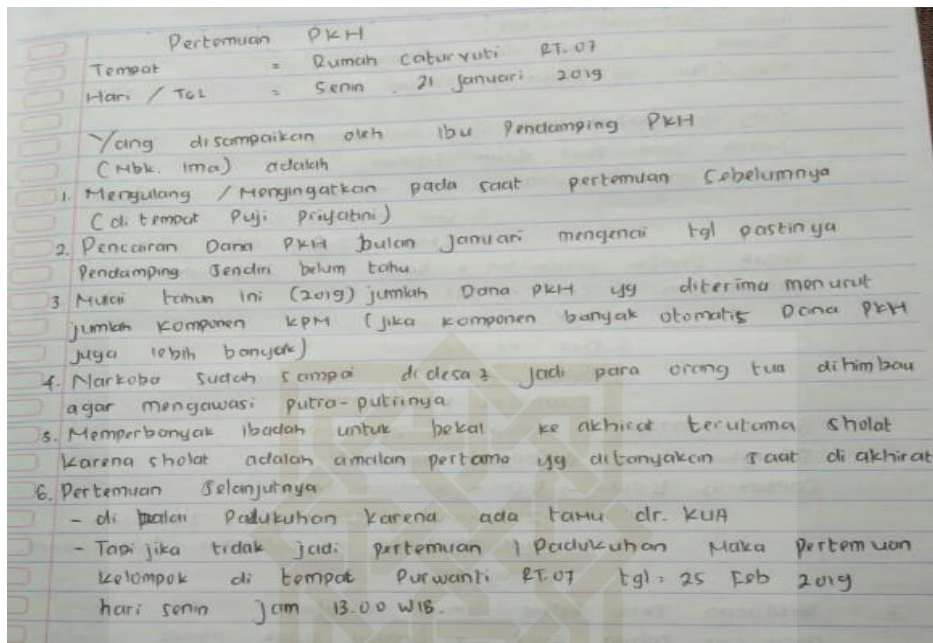 Pertemuan PKH
Tempat = Rumah Caturyuti RT. 07
Hari / TGL = Senin, 21 Januari 2019
Yang disampaikan oleh Ibu Pendamping PKH
(Mbk. Ima) adalah
1. Mengulang / Mengingatkan pada saat pertemuan sebelumnya
(di tempat Puji Priyatini)
2. Pencairan Dana PKH bulan Januari mengenai tgl pastinya
Pendamping Sendiri belum tahu
3 Mulai tahun ini (2019) jumlah Dana PKH yg diterima menurut
jumlah komponen KPM (jika komponen banyak otomatis Dana PKH
juga lebih banyak)
4. Narkoba sudah sampai di desa2 jadi para orang tua dihimbau
agar mengawasi putra-putrinya
5. Memperbanyak ibadah untuk bekal ke akhirat terutama sholat
Karena sholat adalah amalan pertama yg ditanyakan saat di akhirat
6. Pertemuan Selanjutnya
- di Padukuhan karena ada tamu dr. KUA
- Tapi jika tidak jadi pertemuan 1 Padukuhan Maka Pertemuan
kelompok di tempat Purwanti RT.07 tgl = 25 Feb 2019
hari senin jam 13.00 WIB.